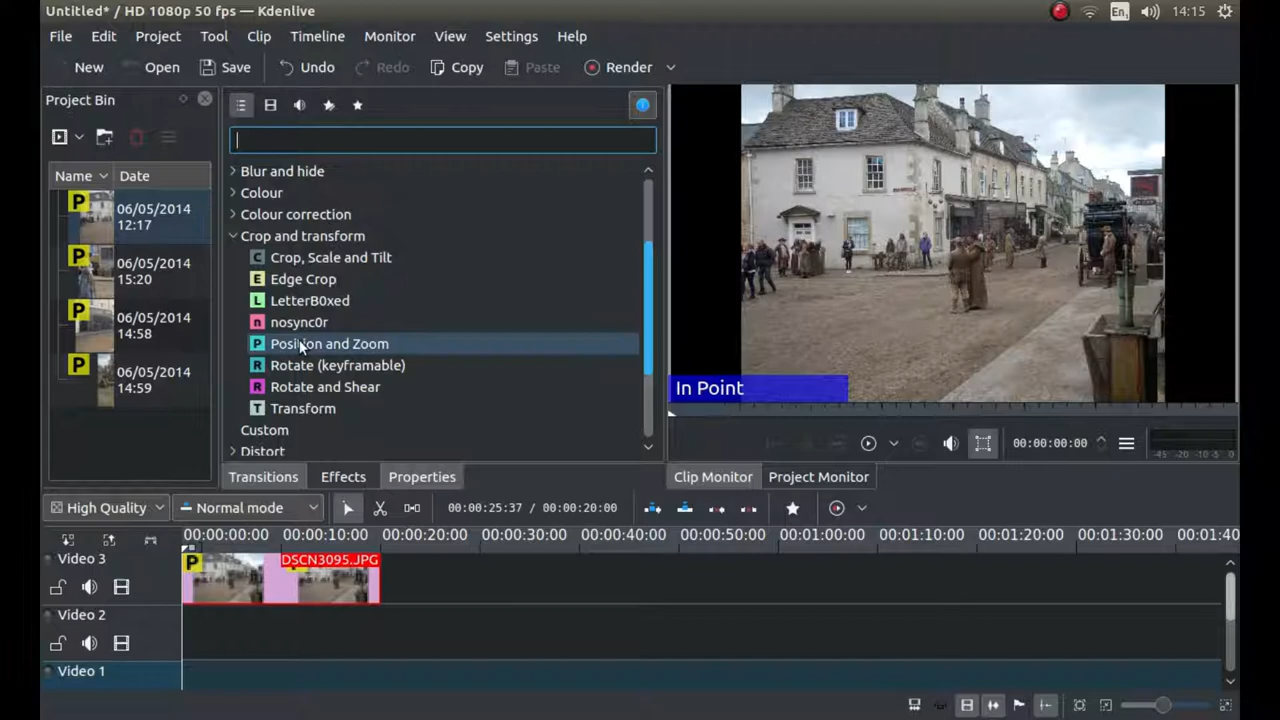 Untitled* / HD 1080p 50 fps — Kdenlive
En1
14:15
File Edit Project Tool Clip Timeline Monitor View Settings Help
New Open Save Undo Redo Copy Paste Render
Project Bin
Name Date
P 06/05/2014
12:17
P 06/05/2014
15:20
P 06/05/2014
14:58
P 06/05/2014
14:59
Blur and hide
Colour
Colour correction
Crop and transform
C Crop, Scale and Tilt
E Edge Crop
L LetterB0xed
n nosync0r
P Position and Zoom
R Rotate (keyframable)
R Rotate and Shear
T Transform
Custom
Distort
In Point
00:00:00:00
-45 -30 -20 -10 -5 0
Transitions Effects Properties
Clip Monitor Project Monitor
High Quality Normal mode 00:00:25:37 / 00:00:20:00
00:00:00:00 00:00:10:00 00:00:20:00 00:00:30:00 00:00:40:00 00:00:50:00 00:01:00:00 00:01:10:00 00:01:20:00 00:01:30:00 00:01:40
Video 3
P DSCN3095.JPG
Video 2
Video 1